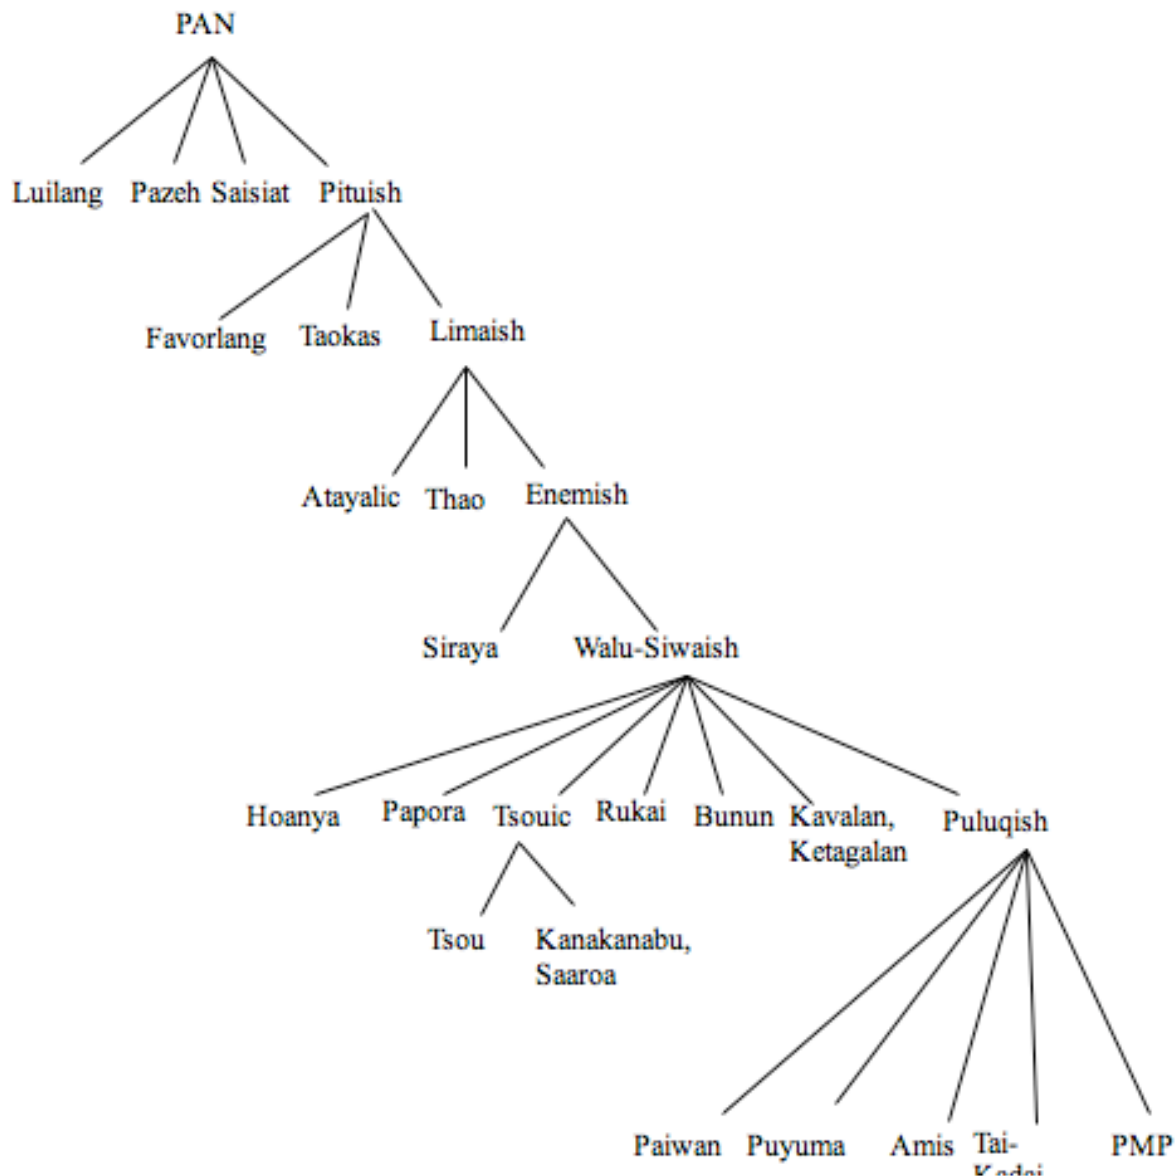 PAN
Luilang Pazeh Saisiat Pituish
Favorlang Taokas Limaish
Atayalic Thao Enemish
Siraya Walu-Siwaish
Hoanya Papora Tsouic Rukai Bunun Kavalan,
Ketagalan
Puluqish
Tsou Kanakanabu,
Saaroa
Paiwan Puyuma Amis Tai-
Kadai
PMP